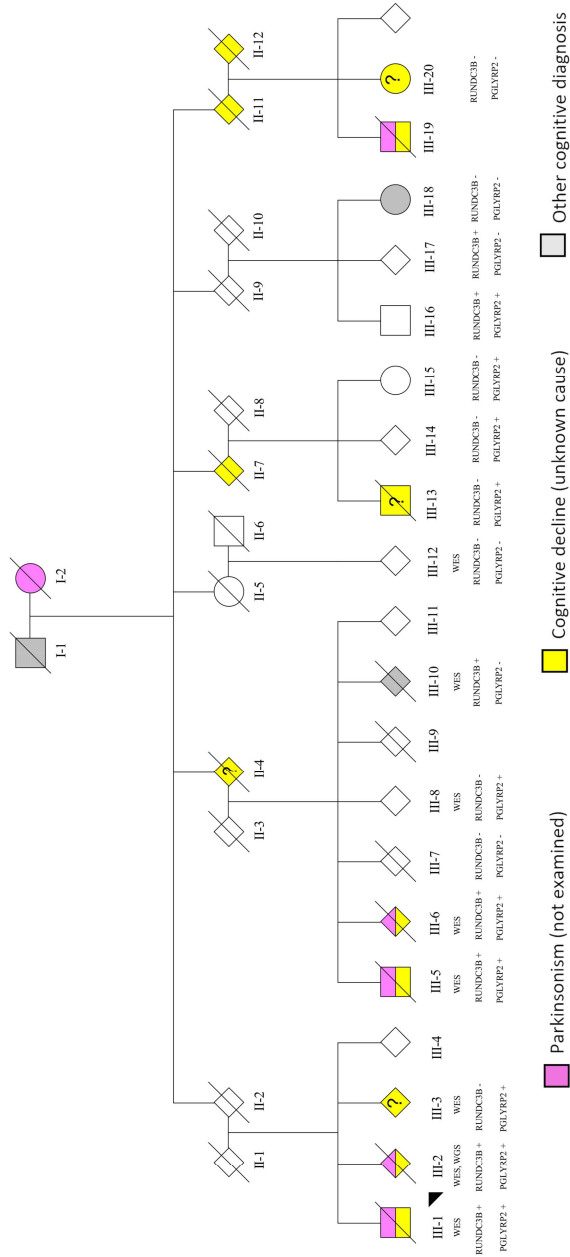 I-1 I-2
II-1 II-2 II-3 II-4 II-5 II-6 II-7 II-8 II-9 II-10 II-11 II-12
?
? ? ?
III-1 III-2 III-3 III-4 III-5 III-6 III-7 III-8 III-9 III-10 III-11 III-12 III-13 III-14 III-15 III-16 III-17 III-18 III-19 III-20
WES WES, WGS WES WES WES WES WES WES
RUNDC3B + RUNDC3B + RUNDC3B - RUNDC3B + RUNDC3B + RUNDC3B - RUNDC3B - RUNDC3B + RUNDC3B - RUNDC3B - RUNDC3B - RUNDC3B - RUNDC3B + RUNDC3B + RUNDC3B - RUNDC3B -
PGLYRP2 + PGLYRP2 + PGLYRP2 + PGLYRP2 + PGLYRP2 + PGLYRP2 - PGLYRP2 + PGLYRP2 - PGLYRP2 - PGLYRP2 + PGLYRP2 + PGLYRP2 + PGLYRP2 + PGLYRP2 - PGLYRP2 - PGLYRP2 -
Parkinsonism (not examined) Cognitive decline (unknown cause) Other cognitive diagnosis